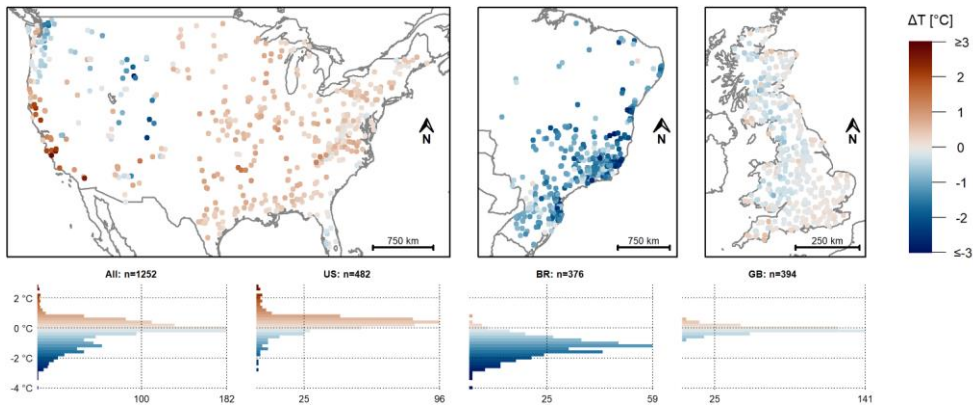 ΔT [°C]
≥3
2
1
0
-1
-2
≤-3
N
750 km
N
750 km
N
250 km
All: n=1252
US: n=482
BR: n=376
GB: n=394
2 °C
0 °C
-2 °C
-4 °C
100
182
25
96
25
59
25
141